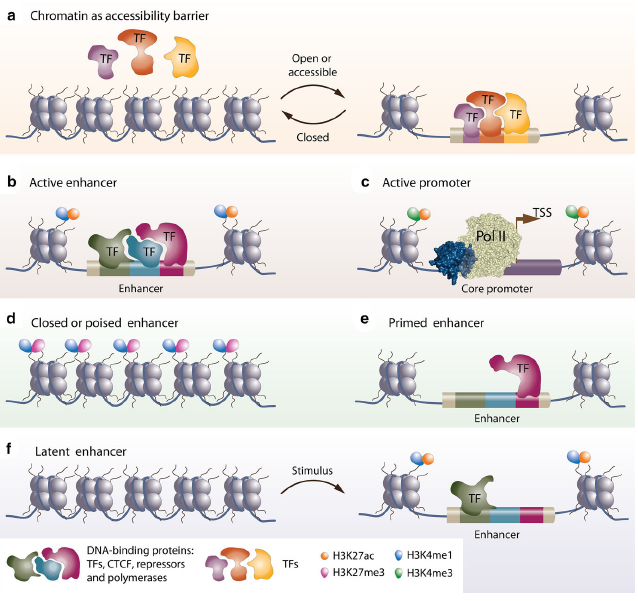 a Chromatin as accessibility barrier
TF
TF
TF
Open or
accessible
Closed
TF
TF
TF
b Active enhancer
TF
TF
TF
Enhancer
c Active promoter
TSS
Pol II
Core promoter
d Closed or poised enhancer
e Primed enhancer
TF
Enhancer
f Latent enhancer
Stimulus
TF
Enhancer
DNA-binding proteins:
TFs, CTCF, repressors
and polymerases
TFs
H3K27ac
H3K4me1
H3K27me3
H3K4me3